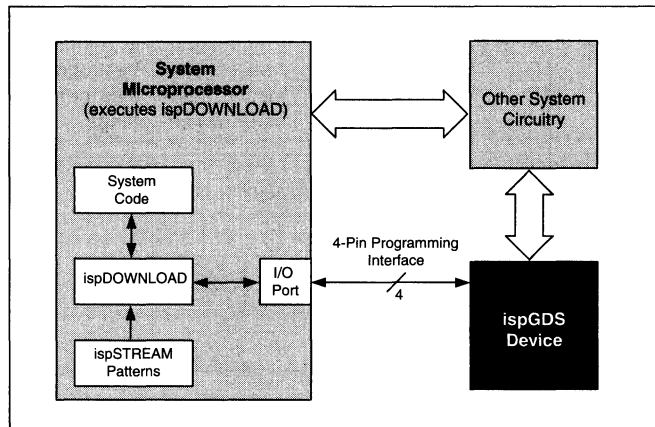 System
Microprocessor
(executes ispDOWNLOAD)
Other System
Circuitry
System
Code
4-Pin Programming
Interface
ispDOWNLOAD
I/O
Port
4
ispGDS
Device
ispSTREAM
Patterns